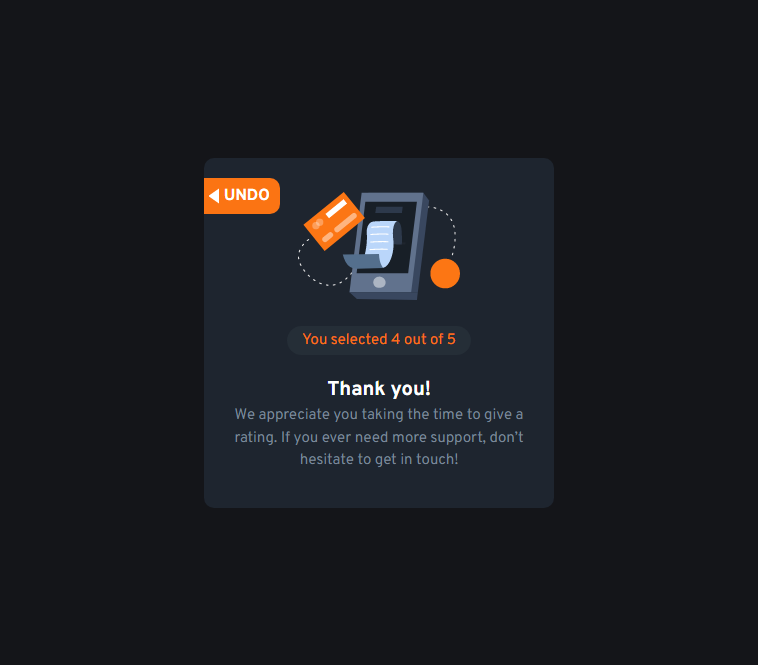 UNDO
You selected 4 out of 5
Thank you!
We appreciate you taking the time to give a
rating. If you ever need more support, don't
hesitate to get in touch!